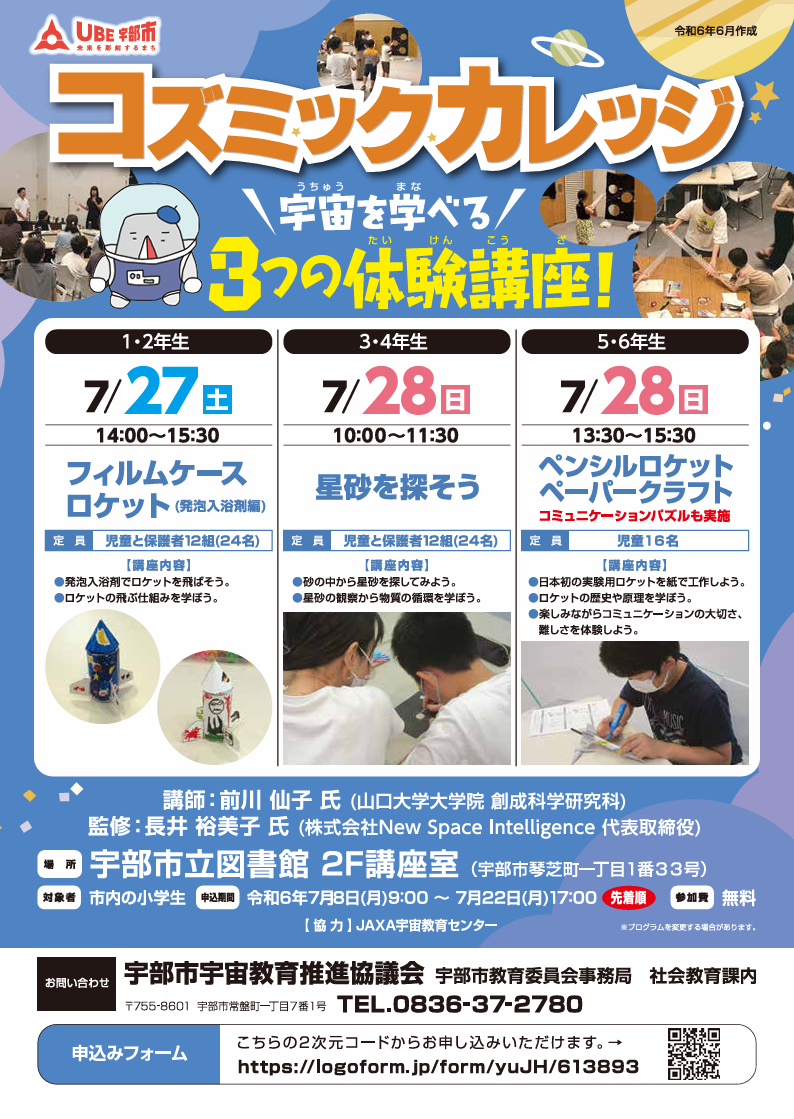 UBE 宇部市
未来を彫刻するまち
令和6年6月作成
コズミックカレッジ
うちゅう まな
宇宙を学べる
たい けん こう ざ
3つの体験講座!
1・2年生
7/27 土
14:00〜15:30
フィルムケース
ロケット (発泡入浴剤編)
定 員 児童と保護者12組(24名)
【講座内容】
●発泡入浴剤でロケットを飛ばそう。
●ロケットの飛ぶ仕組みを学ぼう。
3・4年生
7/28 日
10:00〜11:30
星砂を探そう
定 員 児童と保護者12組(24名)
【講座内容】
●砂の中から星砂を探してみよう。
●星砂の観察から物質の循環を学ぼう。
5・6年生
7/28 日
13:30〜15:30
ペンシルロケット
ペーパークラフト
コミュニケーションパズルも実施
定 員 児童16名
【講座内容】
●日本初の実験用ロケットを紙で工作しよう。
●ロケットの歴史や原理を学ぼう。
●楽しみながらコミュニケーションの大切さ、
難しさを体験しよう。
講師:前川 仙子 氏 (山口大学大学院 創成科学研究科)
監修:長井 裕美子 氏 (株式会社New Space Intelligence 代表取締役)
場 所 宇部市立図書館 2F講座室 (宇部市琴芝町一丁目1番33号)
対象者 市内の小学生 申込期間 令和6年7月8日(月)9:00 〜 7月22日(月)17:00 先着順 参加費 無料
【協力】JAXA宇宙教育センター
※プログラムを変更する場合があります。
お問い合わせ 宇部市宇宙教育推進協議会 宇部市教育委員会事務局 社会教育課内
〒755-8601 宇部市常盤町一丁目7番1号 TEL.0836-37-2780
申込みフォーム
こちらの2次元コードからお申し込みいただけます。→
https://logoform.jp/form/yuJH/613893